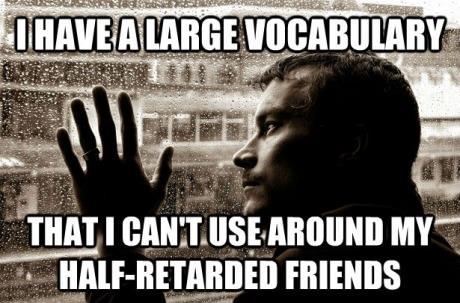 I HAVE A LARGE VOCABULARY
THAT I CAN'T USE AROUND MY
HALF-RETARDED FRIENDS